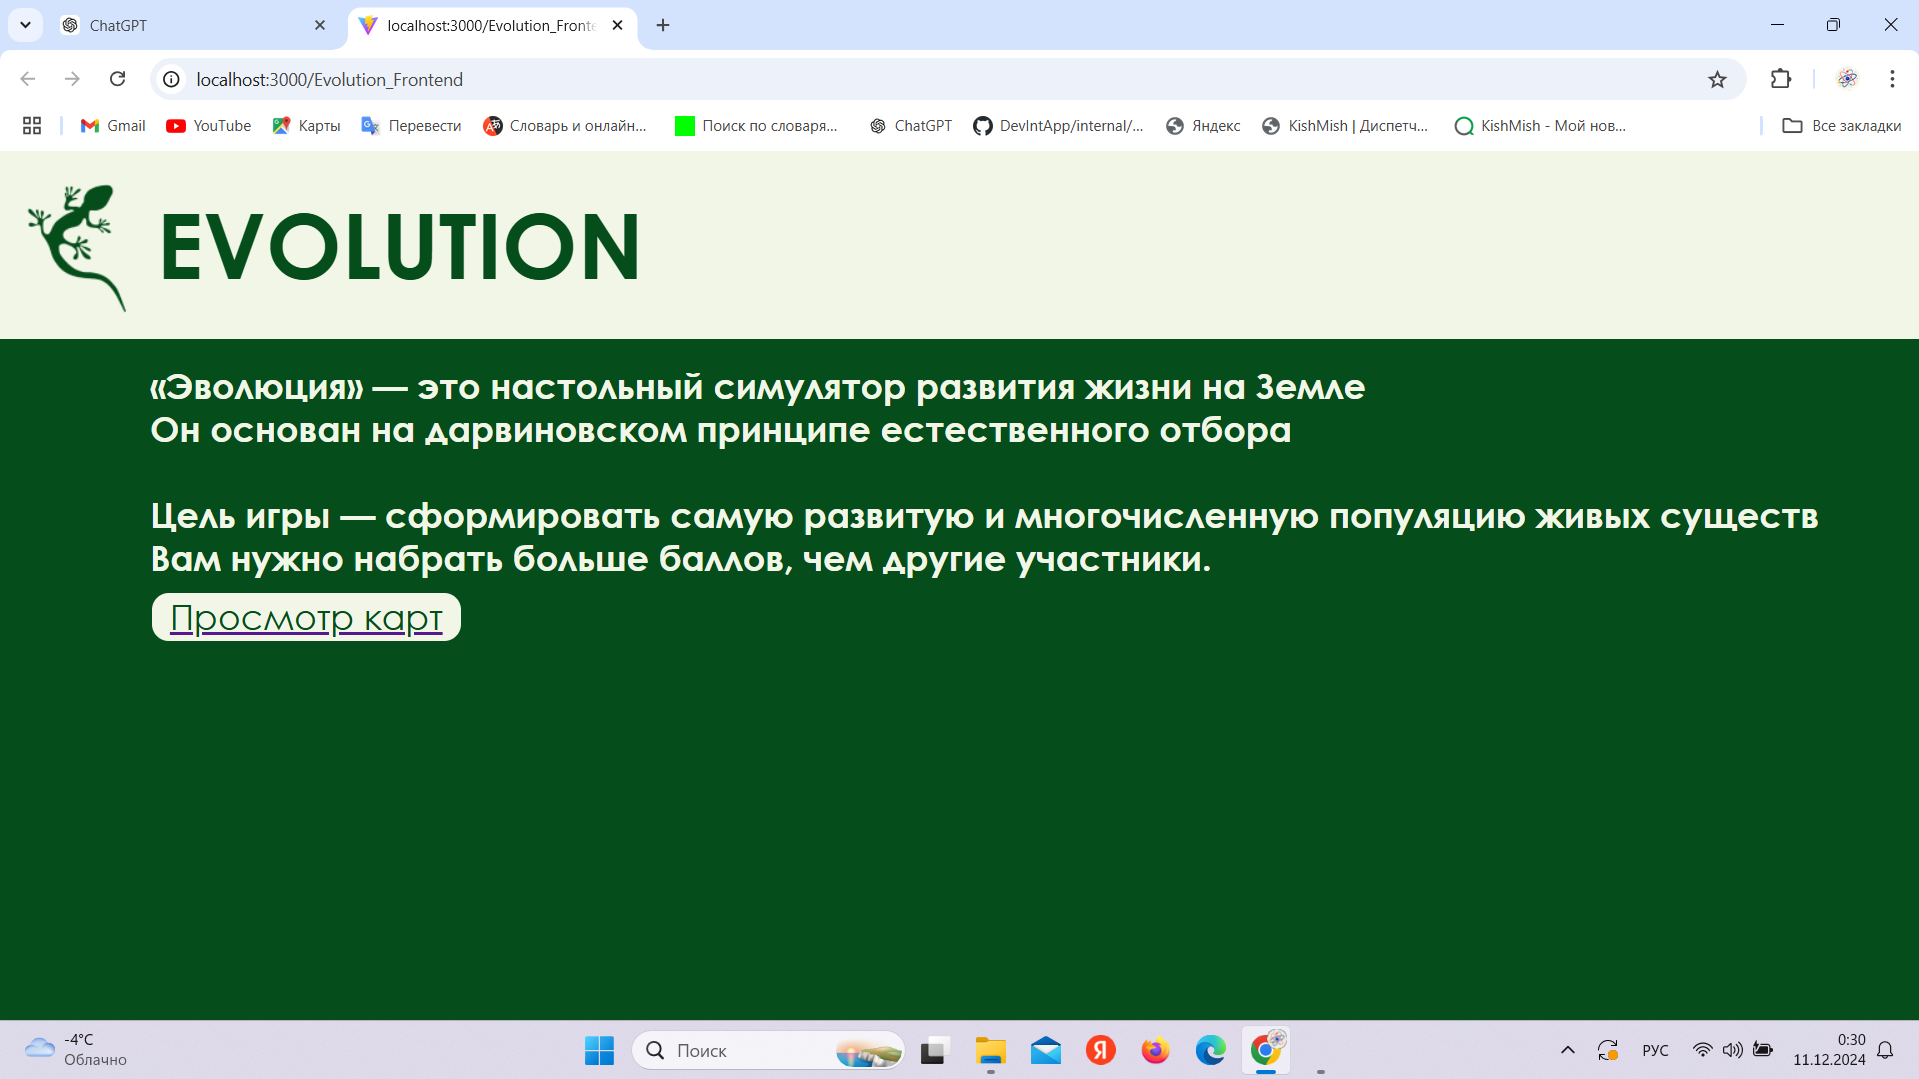 ChatGPT
localhost:3000/Evolution_Fronte
localhost:3000/Evolution_Frontend
Gmail
YouTube
Карты
Перевести
Словарь и онлайн...
Поиск по словаря...
ChatGPT
DevIntApp/internal/...
Яндекс
KishMish | Диспетч...
KishMish - Мой нов...
Все закладки
EVOLUTION
«Эволюция» — это настольный симулятор развития жизни на Земле
Он основан на дарвиновском принципе естественного отбора
Цель игры — сформировать самую развитую и многочисленную популяцию живых существ
Вам нужно набрать больше баллов, чем другие участники.
Просмотр карт
-4°C
Облачно
Поиск
РУС
0:30
11.12.2024